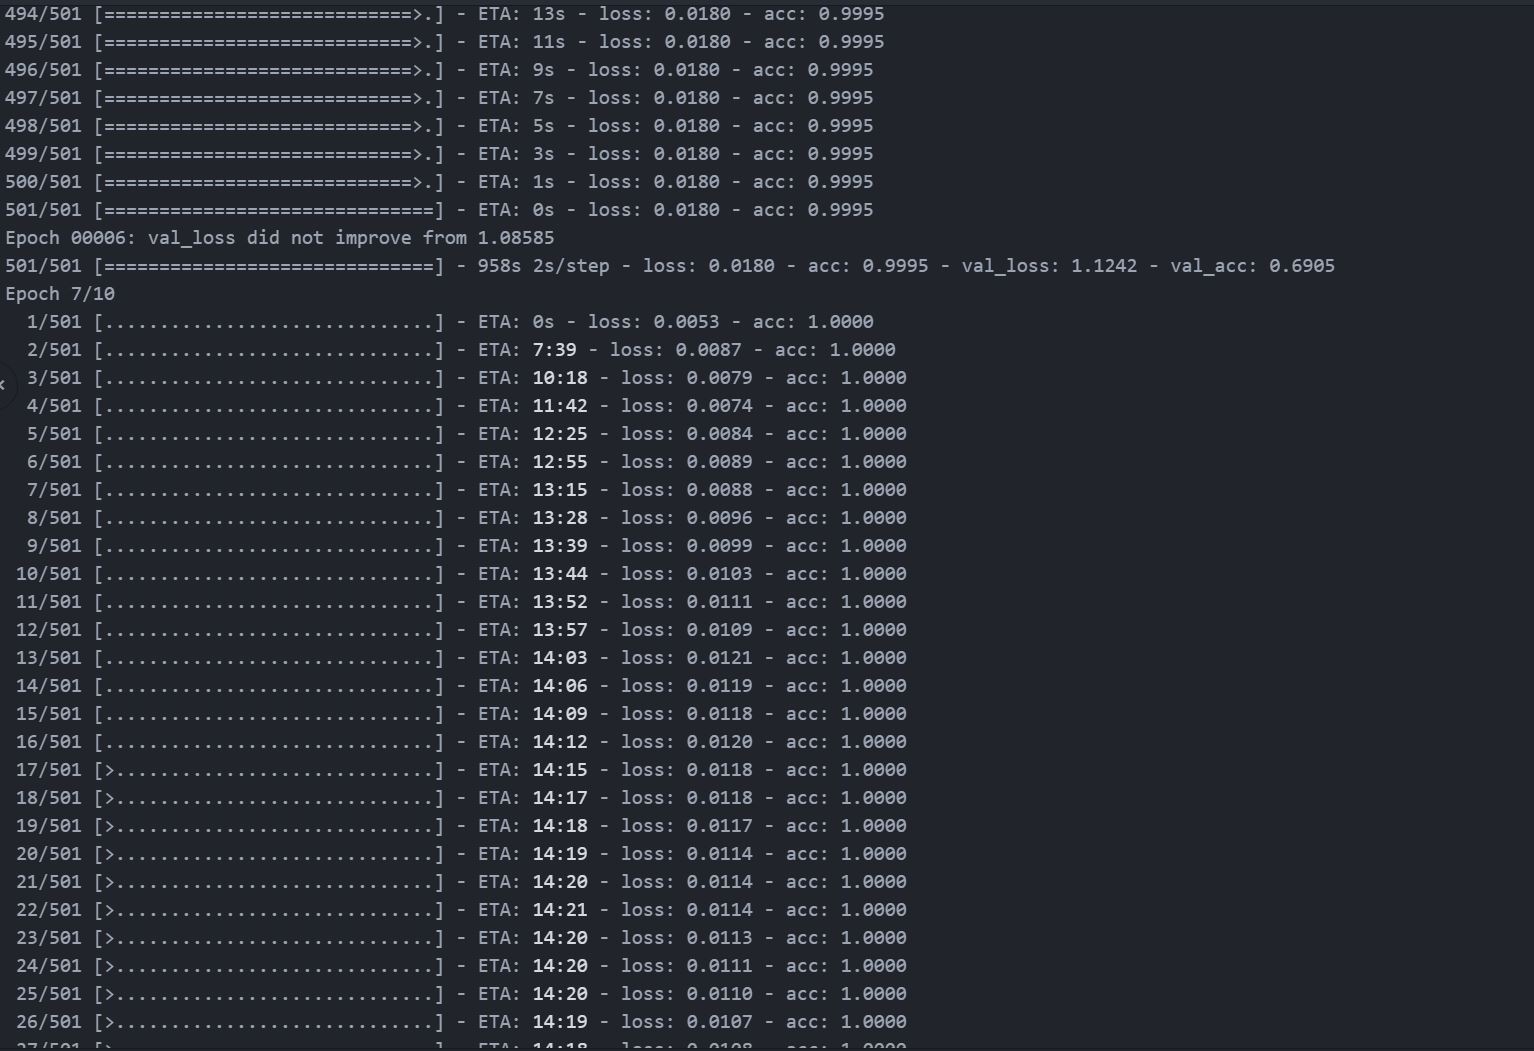 494/501 [============================>.] - ETA: 13s - loss: 0.0180 - acc: 0.9995
495/501 [============================>.] - ETA: 11s - loss: 0.0180 - acc: 0.9995
496/501 [============================>.] - ETA: 9s - loss: 0.0180 - acc: 0.9995
497/501 [============================>.] - ETA: 7s - loss: 0.0180 - acc: 0.9995
498/501 [============================>.] - ETA: 5s - loss: 0.0180 - acc: 0.9995
499/501 [============================>.] - ETA: 3s - loss: 0.0180 - acc: 0.9995
500/501 [============================>.] - ETA: 1s - loss: 0.0180 - acc: 0.9995
501/501 [==============================] - ETA: 0s - loss: 0.0180 - acc: 0.9995
Epoch 00006: val_loss did not improve from 1.08585
501/501 [==============================] - 958s 2s/step - loss: 0.0180 - acc: 0.9995 - val_loss: 1.1242 - val_acc: 0.6905
Epoch 7/10
1/501 [..............................] - ETA: 0s - loss: 0.0053 - acc: 1.0000
2/501 [..............................] - ETA: 7:39 - loss: 0.0087 - acc: 1.0000
3/501 [..............................] - ETA: 10:18 - loss: 0.0079 - acc: 1.0000
4/501 [..............................] - ETA: 11:42 - loss: 0.0074 - acc: 1.0000
5/501 [..............................] - ETA: 12:25 - loss: 0.0084 - acc: 1.0000
6/501 [..............................] - ETA: 12:55 - loss: 0.0089 - acc: 1.0000
7/501 [..............................] - ETA: 13:15 - loss: 0.0088 - acc: 1.0000
8/501 [..............................] - ETA: 13:28 - loss: 0.0096 - acc: 1.0000
9/501 [..............................] - ETA: 13:39 - loss: 0.0099 - acc: 1.0000
10/501 [..............................] - ETA: 13:44 - loss: 0.0103 - acc: 1.0000
11/501 [..............................] - ETA: 13:52 - loss: 0.0111 - acc: 1.0000
12/501 [..............................] - ETA: 13:57 - loss: 0.0109 - acc: 1.0000
13/501 [..............................] - ETA: 14:03 - loss: 0.0121 - acc: 1.0000
14/501 [..............................] - ETA: 14:06 - loss: 0.0119 - acc: 1.0000
15/501 [..............................] - ETA: 14:09 - loss: 0.0118 - acc: 1.0000
16/501 [..............................] - ETA: 14:12 - loss: 0.0120 - acc: 1.0000
17/501 [>.............................] - ETA: 14:15 - loss: 0.0118 - acc: 1.0000
18/501 [>.............................] - ETA: 14:17 - loss: 0.0118 - acc: 1.0000
19/501 [>.............................] - ETA: 14:18 - loss: 0.0117 - acc: 1.0000
20/501 [>.............................] - ETA: 14:19 - loss: 0.0114 - acc: 1.0000
21/501 [>.............................] - ETA: 14:20 - loss: 0.0114 - acc: 1.0000
22/501 [>.............................] - ETA: 14:21 - loss: 0.0114 - acc: 1.0000
23/501 [>.............................] - ETA: 14:20 - loss: 0.0113 - acc: 1.0000
24/501 [>.............................] - ETA: 14:20 - loss: 0.0111 - acc: 1.0000
25/501 [>.............................] - ETA: 14:20 - loss: 0.0110 - acc: 1.0000
26/501 [>.............................] - ETA: 14:19 - loss: 0.0107 - acc: 1.0000